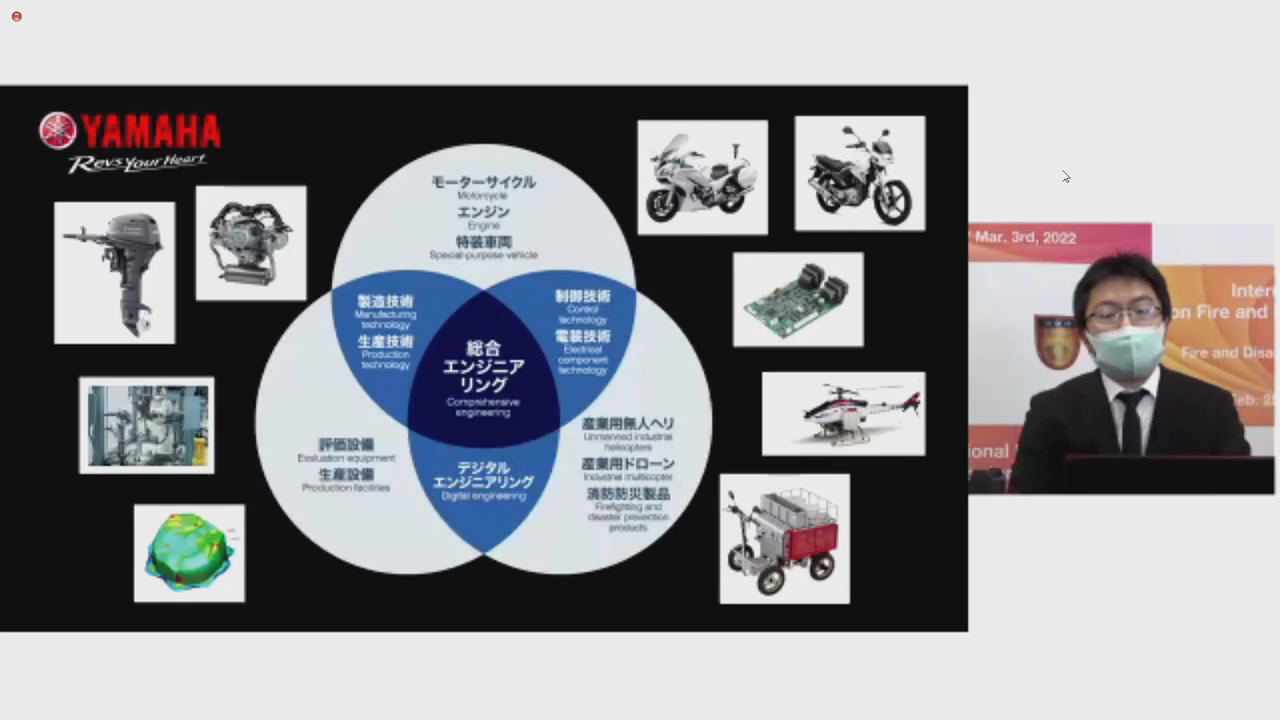 YAMAHA
Revs Your Heart
モーターサイクル
Motorcycle
エンジン
Engine
特装車両
Special-purpose vehicle
製造技術
Manufacturing
technology
生産技術
Production
technology
制御技術
Control
technology
電装技術
Electrical
component
technology
総合
エンジニア
リング
Comprehensive
engineering
評価設備
Evaluation equipment
生産設備
Production facilities
デジタル
エンジニアリング
Digital engineering
産業用無人ヘリ
Unmanned industrial
helicopters
産業用ドローン
Industrial multicopter
消防防災製品
Firefighting and
disaster prevention
products
Mar. 3rd, 2022
Intern
on Fire and
Fire and Disa
Feb: 25
ional